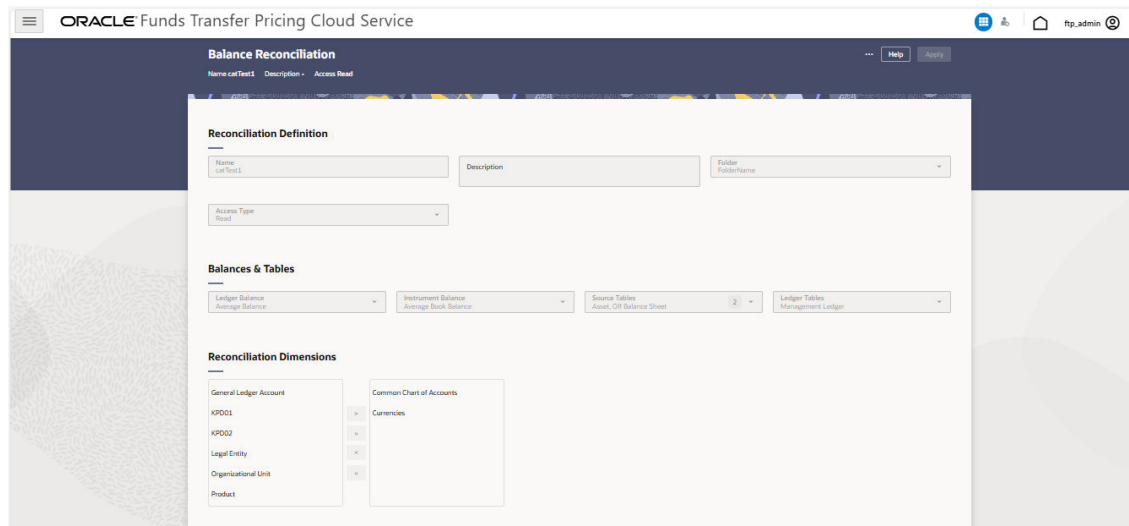 ORACLE Funds Transfer Pricing Cloud Service
ftp_admin
Balance Reconciliation
... Help Apply
Name catTest1 Description - Access Read
Reconciliation Definition
Name
catTest1
Description
Folder
FolderName
Access Type
Read
Balances & Tables
Ledger Balance
Average Balance
Instrument Balance
Average Book Balance
Source Tables
Asset, Off Balance Sheet
2
Ledger Tables
Management Ledger
Reconciliation Dimensions
General Ledger Account
KPD01
KPD02
Legal Entity
Organizational Unit
Product
Common Chart of Accounts
Currencies